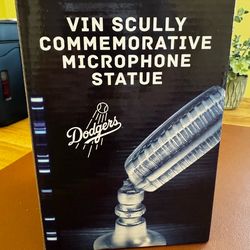 VIN SCULLY
COMMEMORATIVE
MICROPHONE
STATUE
Dodgers